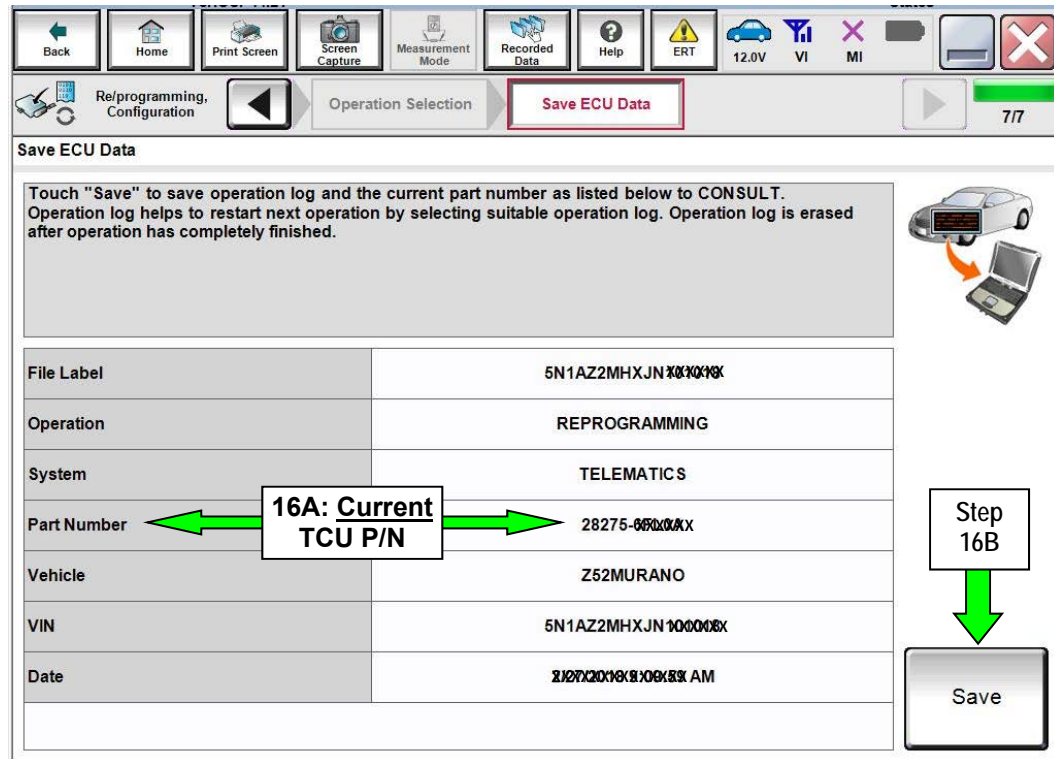 Back
Home
Print Screen
Screen Capture
Measurement Mode
Recorded Data
Help
ERT
12.0V
VI
MI
Re/programming, Configuration
Operation Selection
Save ECU Data
7/7
Save ECU Data
Touch "Save" to save operation log and the current part number as listed below to CONSULT.
Operation log helps to restart next operation by selecting suitable operation log. Operation log is erased
after operation has completely finished.
File Label
5N1AZ2MHXJN
Operation
REPROGRAMMING
System
TELEMATICS
16A: Current
TCU P/N
Part Number
28275-
Step
16B
Vehicle
Z52MURANO
VIN
5N1AZ2MHXJN
Date
AM
Save